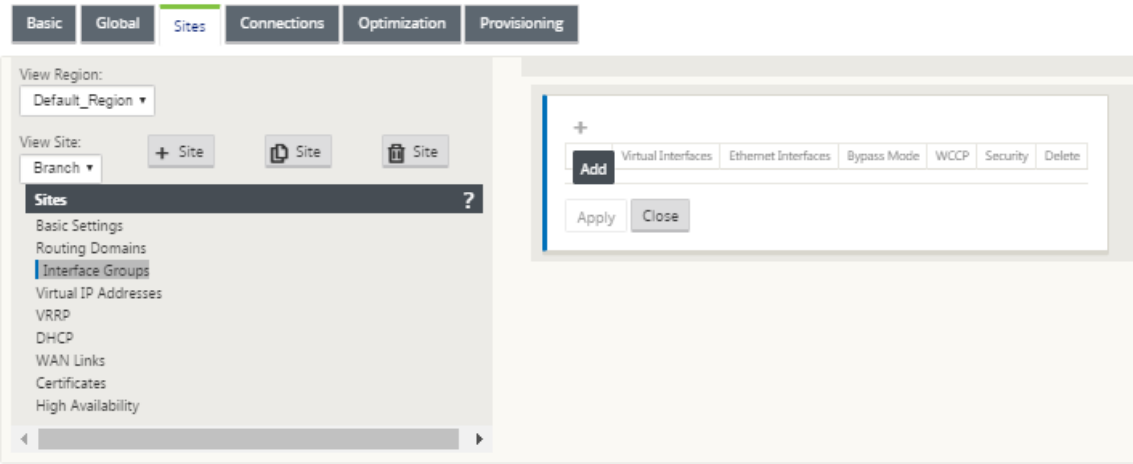 Basic Global Sites Connections Optimization Provisioning
View Region:
Default_Region
View Site:
+ Site Site Site
Branch
Sites ?
Basic Settings
Routing Domains
Interface Groups
Virtual IP Addresses
VRRP
DHCP
WAN Links
Certificates
High Availability
+
Virtual Interfaces Ethernet Interfaces Bypass Mode WCCP Security Delete
Add
Apply Close